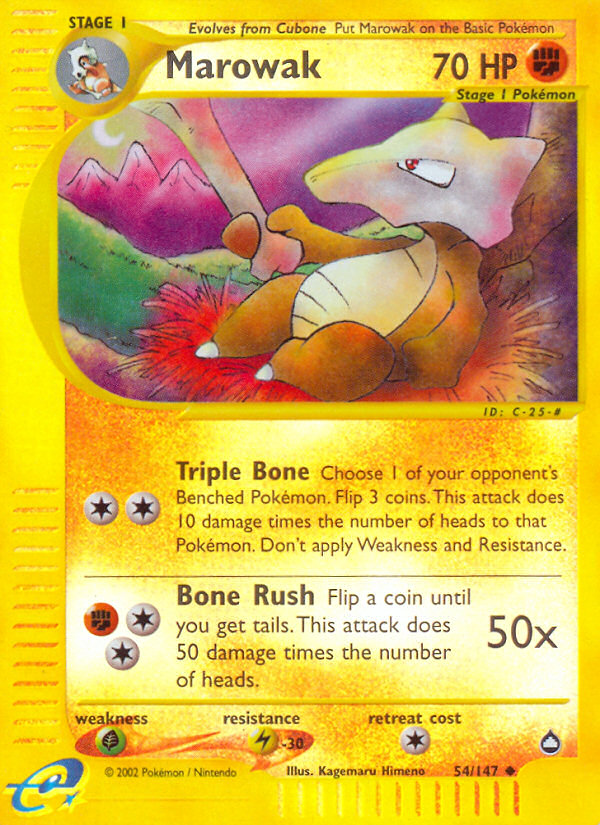 STAGE 1
Evolves from Cubone Put Marowak on the Basic Pokémon
Marowak 70 HP
Stage 1 Pokémon
ID: C-25-#
Triple Bone Choose 1 of your opponent's
Benched Pokémon. Flip 3 coins. This attack does
10 damage times the number of heads to that
Pokémon. Don't apply Weakness and Resistance.
Bone Rush Flip a coin until
you get tails. This attack does
50 damage times the number
of heads.
50x
weakness resistance retreat cost
-30
© 2002 Pokémon / Nintendo Illus. Kagemaru Himeno 54/147
e